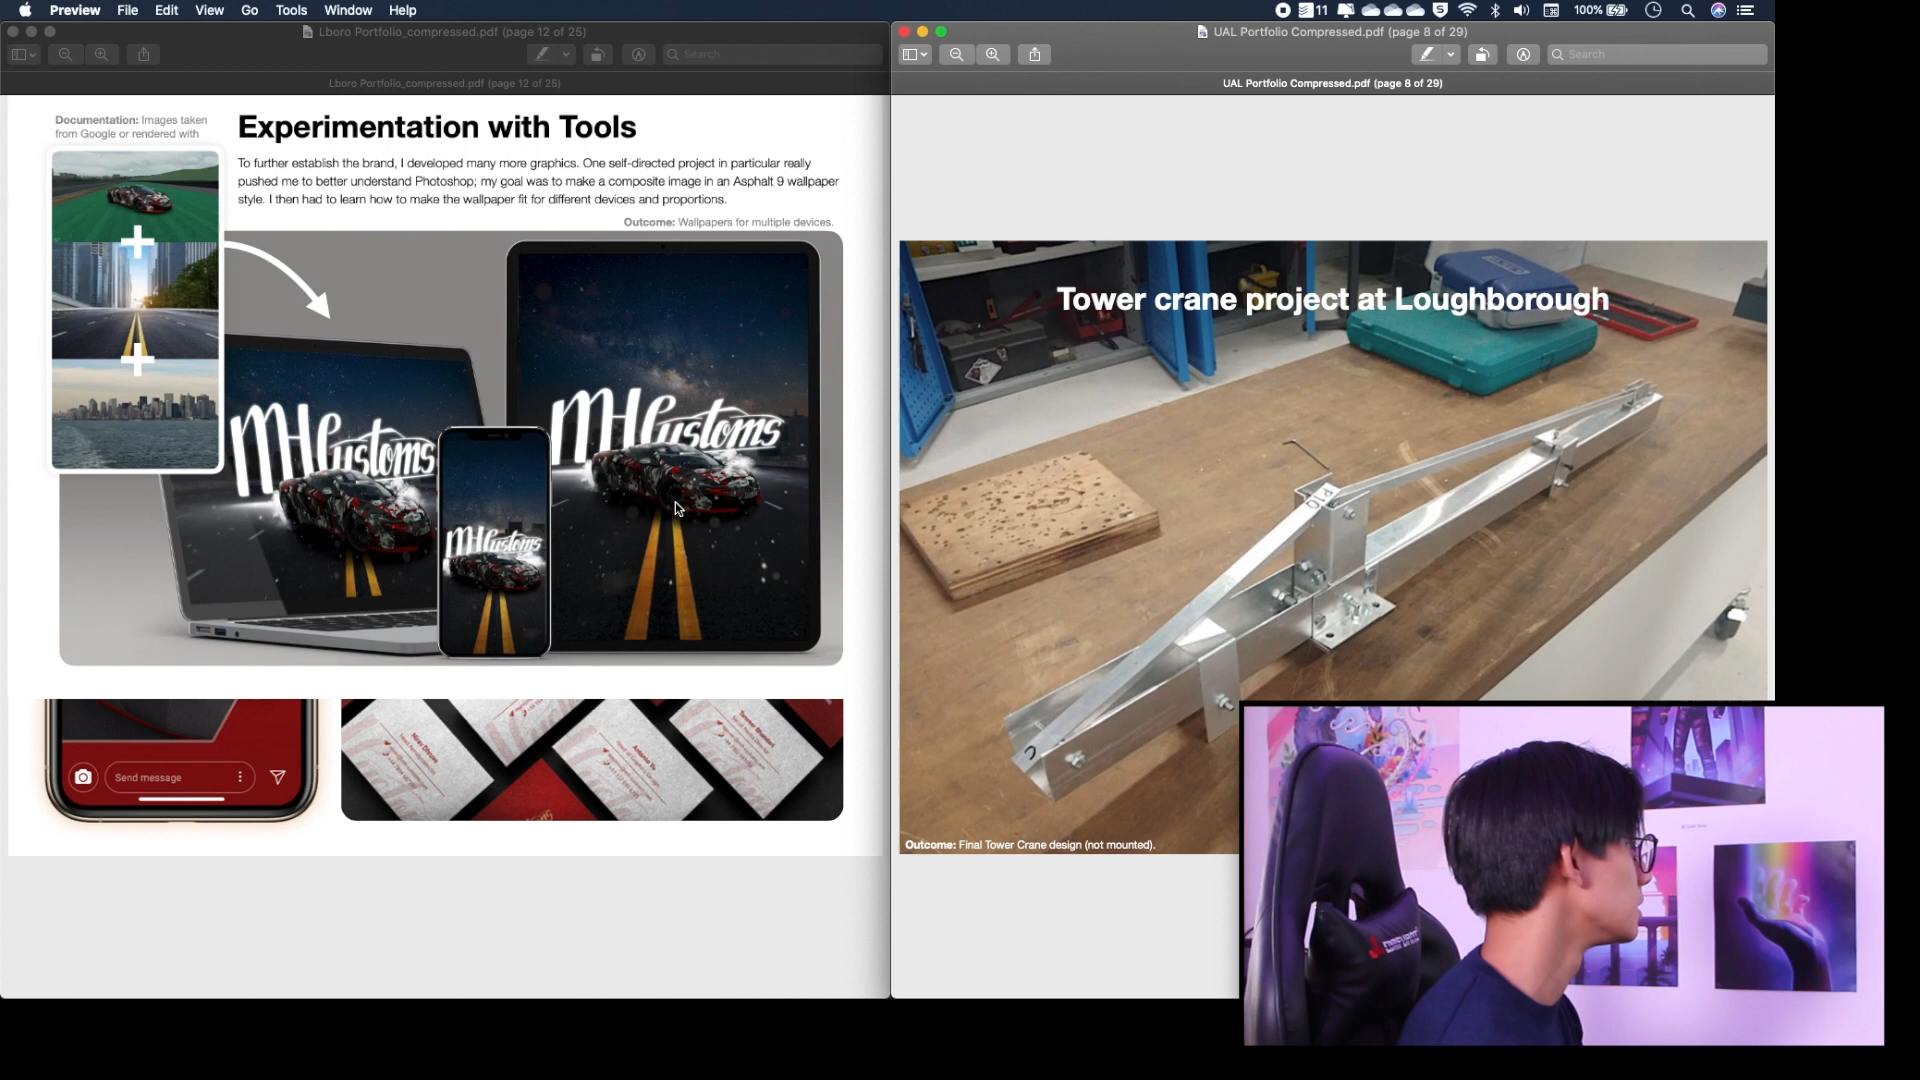 Preview File Edit View Go Tools Window Help
11
100%
Lboro Portfolio_compressed.pdf (page 12 of 25)
Search
Lboro Portfolio_compressed.pdf (page 12 of 25)
Documentation: Images taken
from Google or rendered with
Experimentation with Tools
To further establish the brand, I developed many more graphics. One self-directed project in particular really
pushed me to better understand Photoshop; my goal was to make a composite image in an Asphalt 9 wallpaper
style. I then had to learn how to make the wallpaper fit for different devices and proportions.
Outcome: Wallpapers for multiple devices.
MHCustoms
MHCustoms
MHCustoms
Send message
UAL Portfolio Compressed.pdf (page 8 of 29)
Search
UAL Portfolio Compressed.pdf (page 8 of 29)
Tower crane project at Loughborough
P10
Outcome: Final Tower Crane design (not mounted).